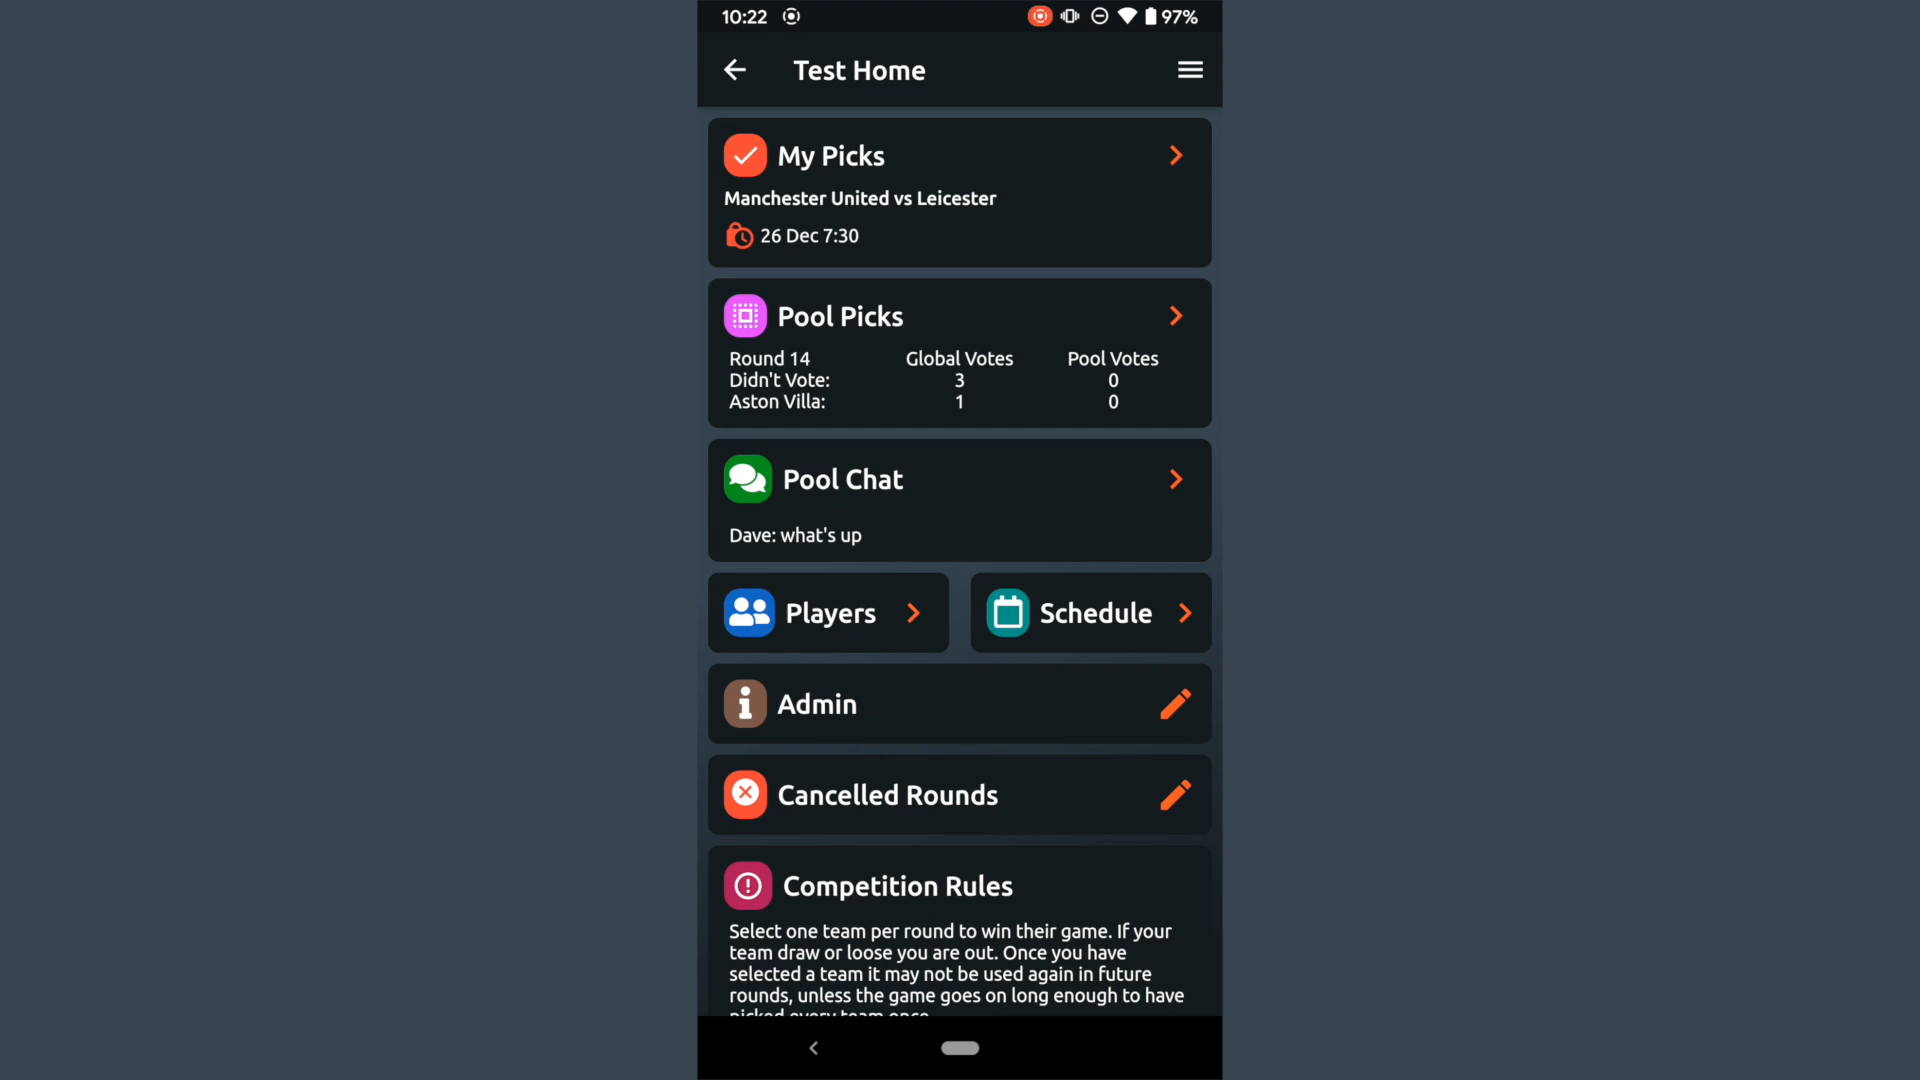 10:22 97%
Test Home
My Picks
Manchester United vs Leicester
26 Dec 7:30
Pool Picks
Round 14 Global Votes Pool Votes
Didn't Vote: 3 0
Aston Villa: 1 0
Pool Chat
Dave: what's up
Players Schedule
Admin
Cancelled Rounds
Competition Rules
Select one team per round to win their game. If your
team draw or loose you are out. Once you have
selected a team it may not be used again in future
rounds, unless the game goes on long enough to have
picked every team once